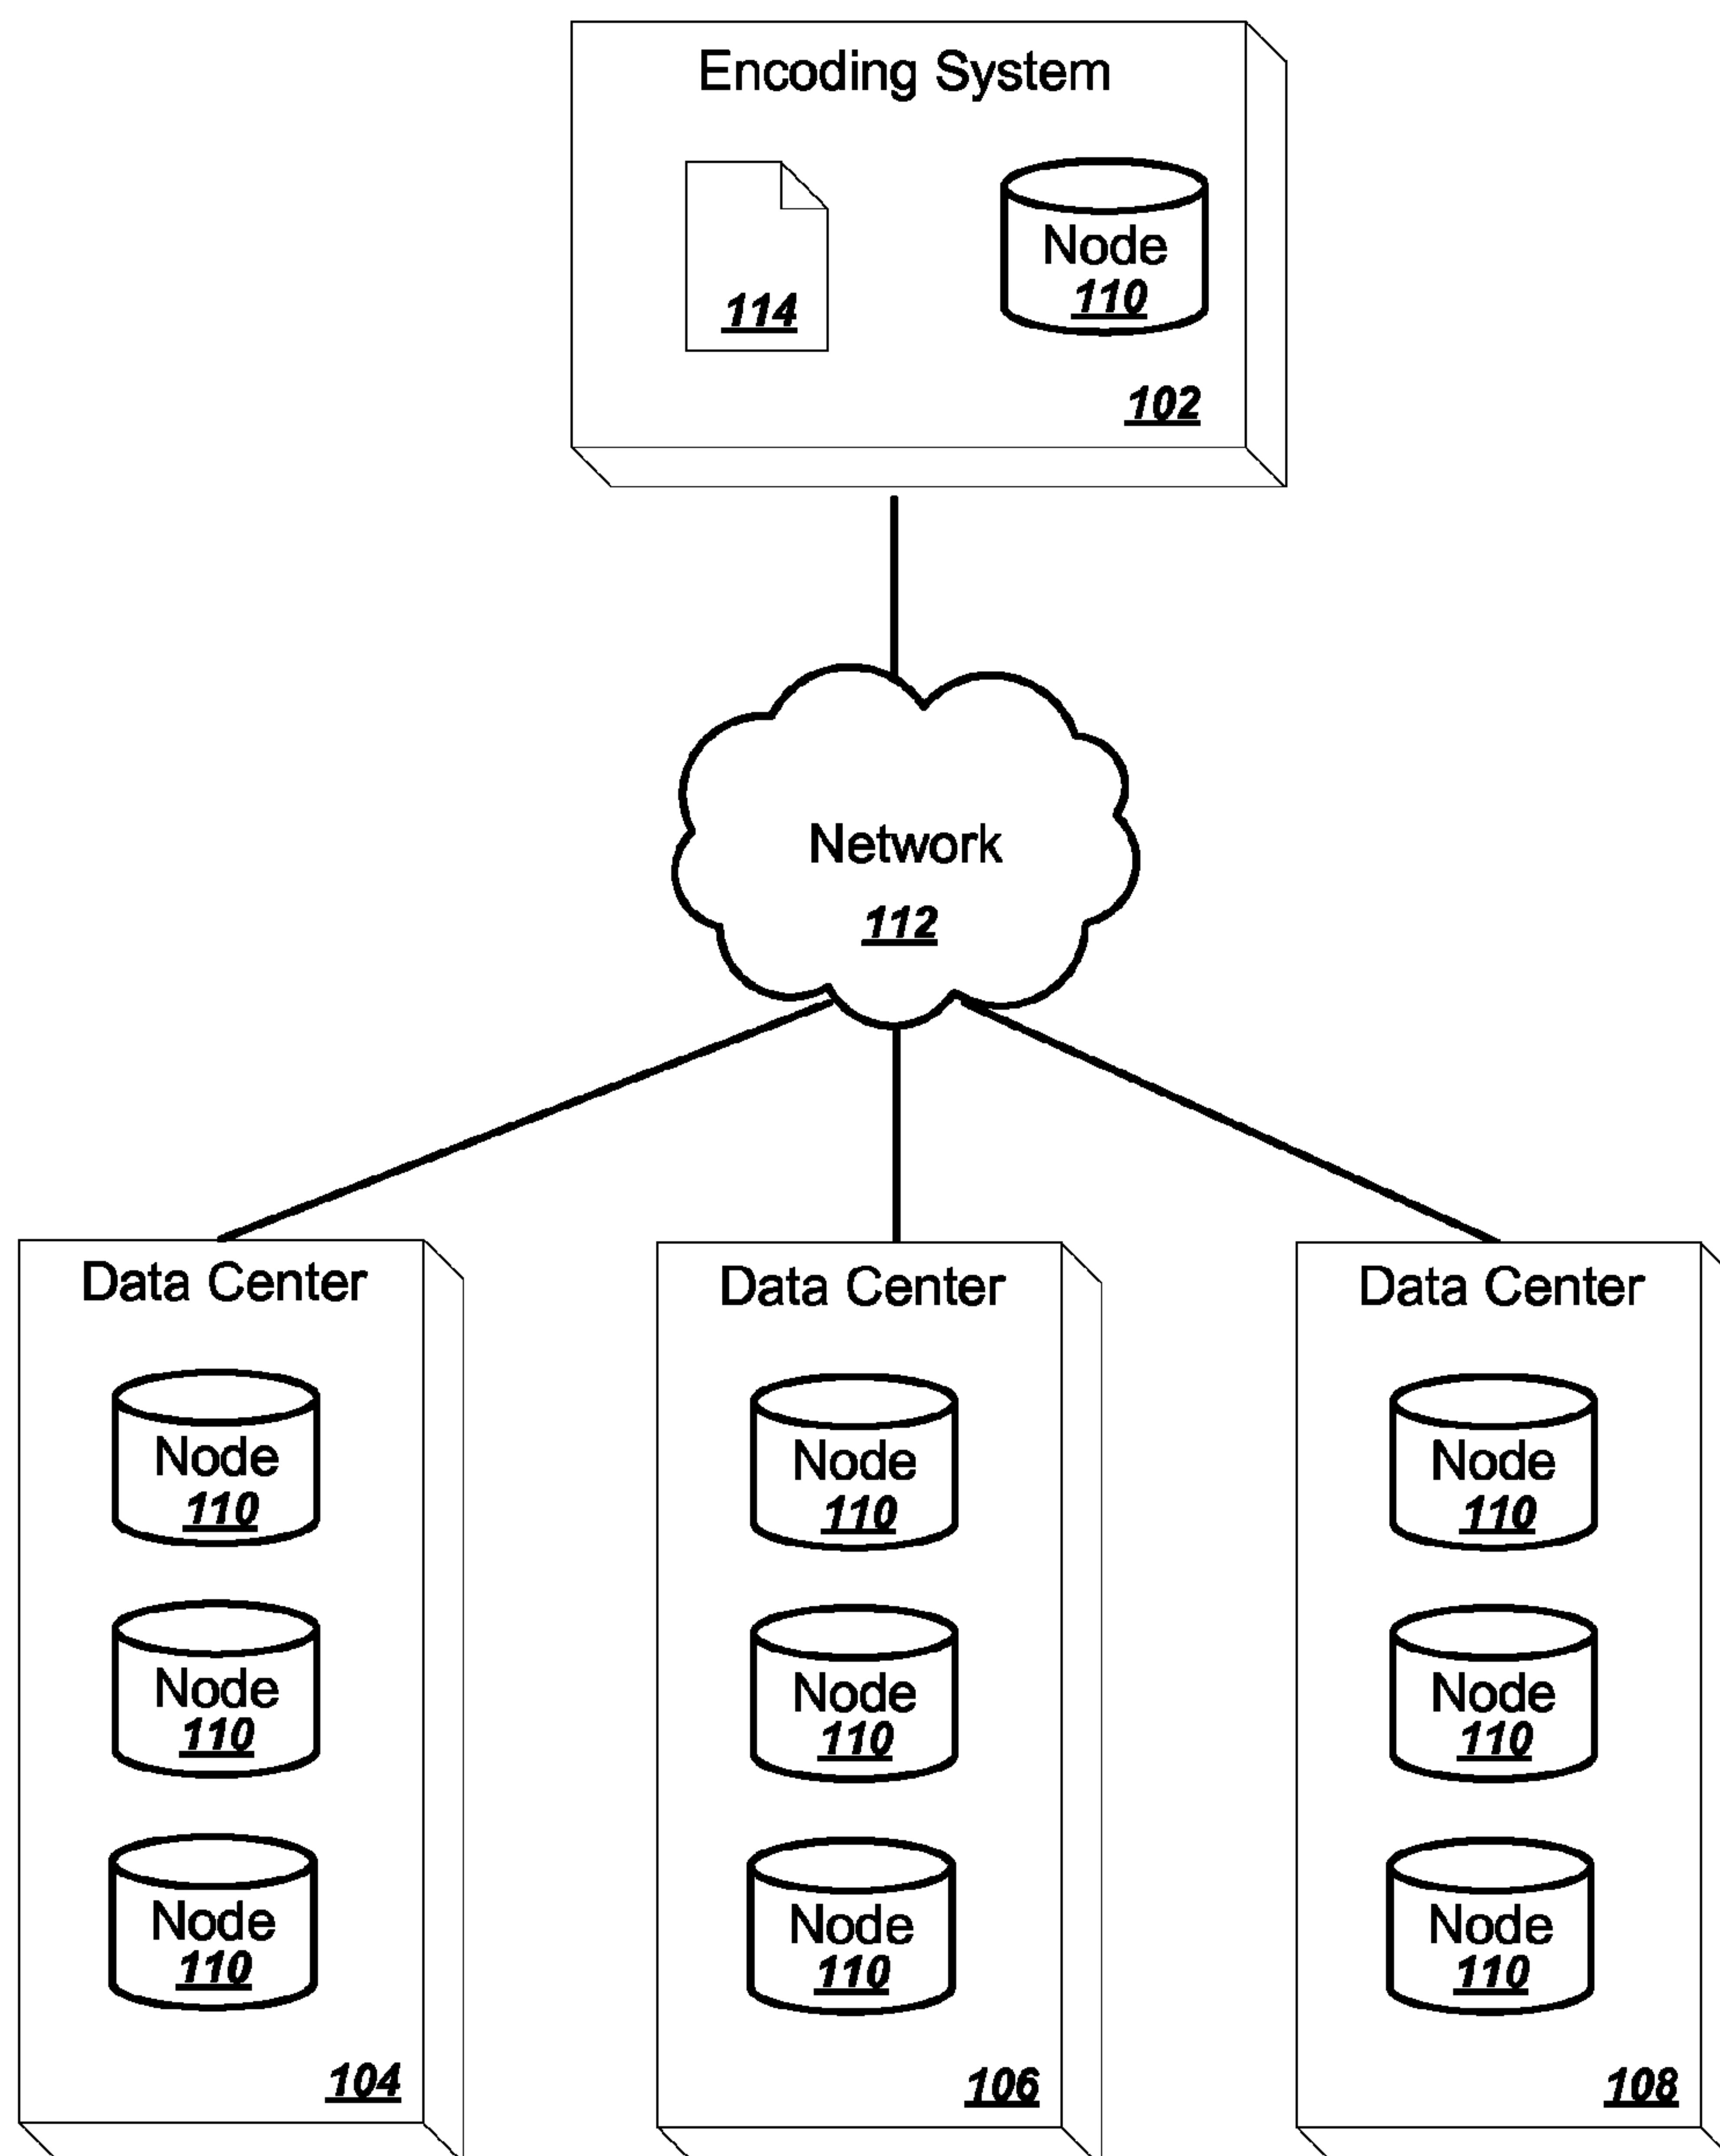 Encoding System
114
Node
110
102
Network
112
Data Center
Node
110
Node
110
Node
110
104
Data Center
Node
110
Node
110
Node
110
106
Data Center
Node
110
Node
110
Node
110
108